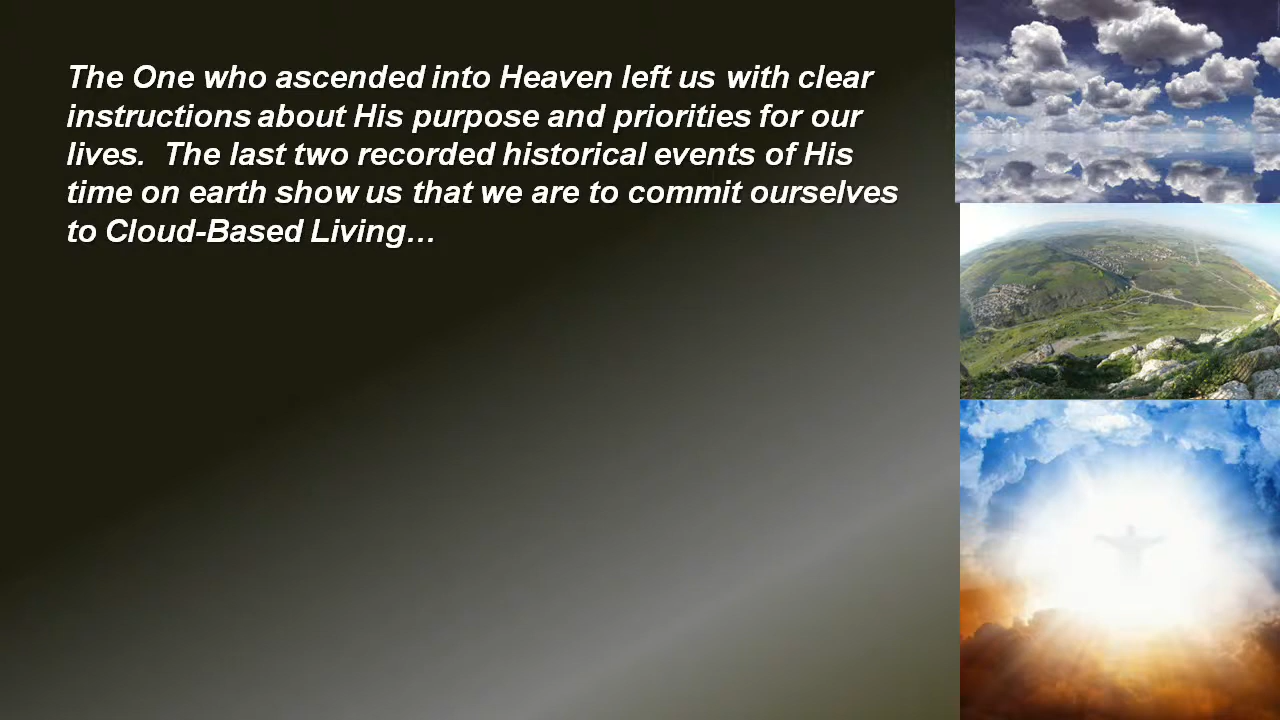 The One who ascended into Heaven left us with clear
instructions about His purpose and priorities for our
lives.  The last two recorded historical events of His
time on earth show us that we are to commit ourselves
to Cloud-Based Living…